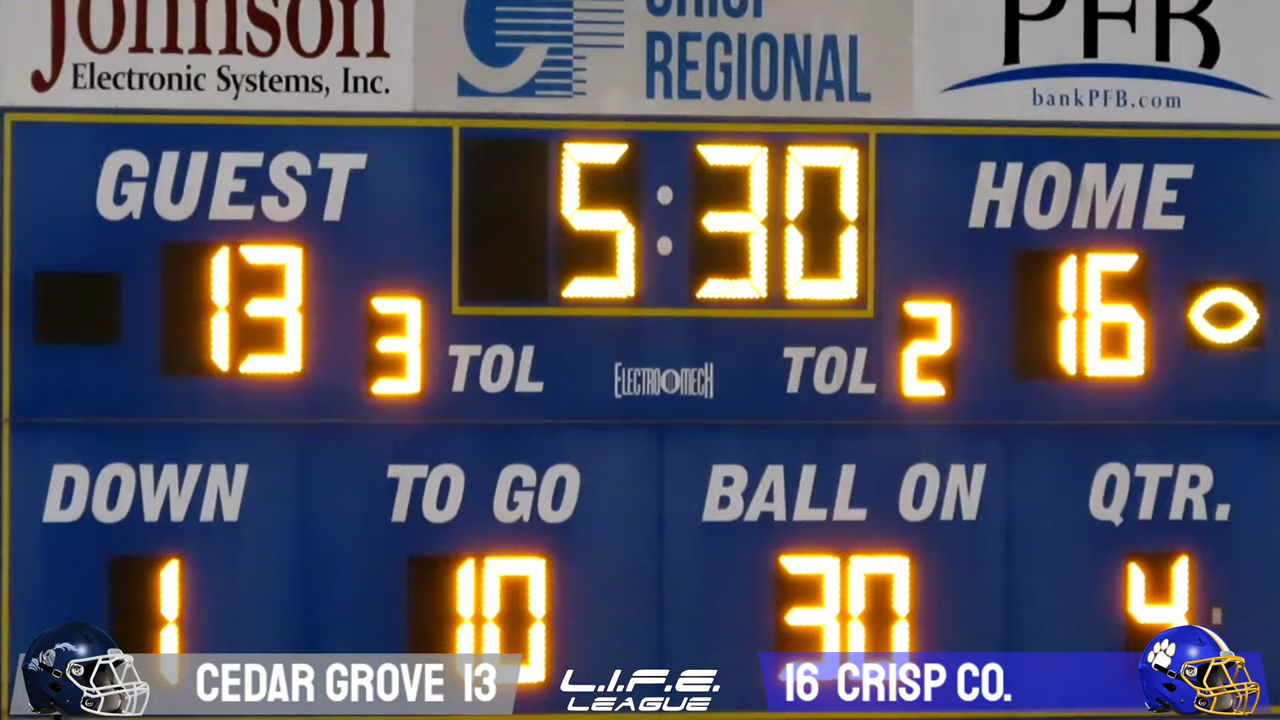 Johnson
Electronic Systems, Inc.
CRISP
REGIONAL
PFB
bankPFB.com
GUEST
5:30
HOME
13
16
3 TOL
ELECTRO-MECH
TOL 2
DOWN
TO GO
BALL ON
QTR.
1
10
30
4
CEDAR GROVE 13
L.I.F.E.
LEAGUE
16 CRISP CO.